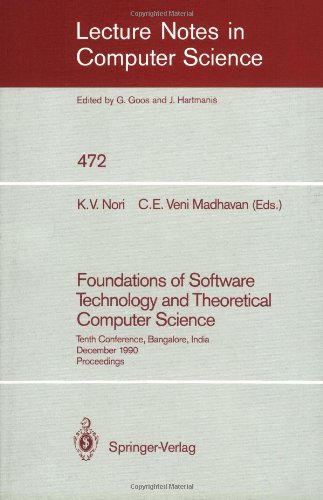 Lecture Notes in
Computer Science
Edited by G. Goos and J. Hartmanis
472
K.V. Nori C.E. Veni Madhavan (Eds.)
Foundations of Software
Technology and Theoretical
Computer Science
Tenth Conference, Bangalore, India
December 1990
Proceedings
Springer-Verlag